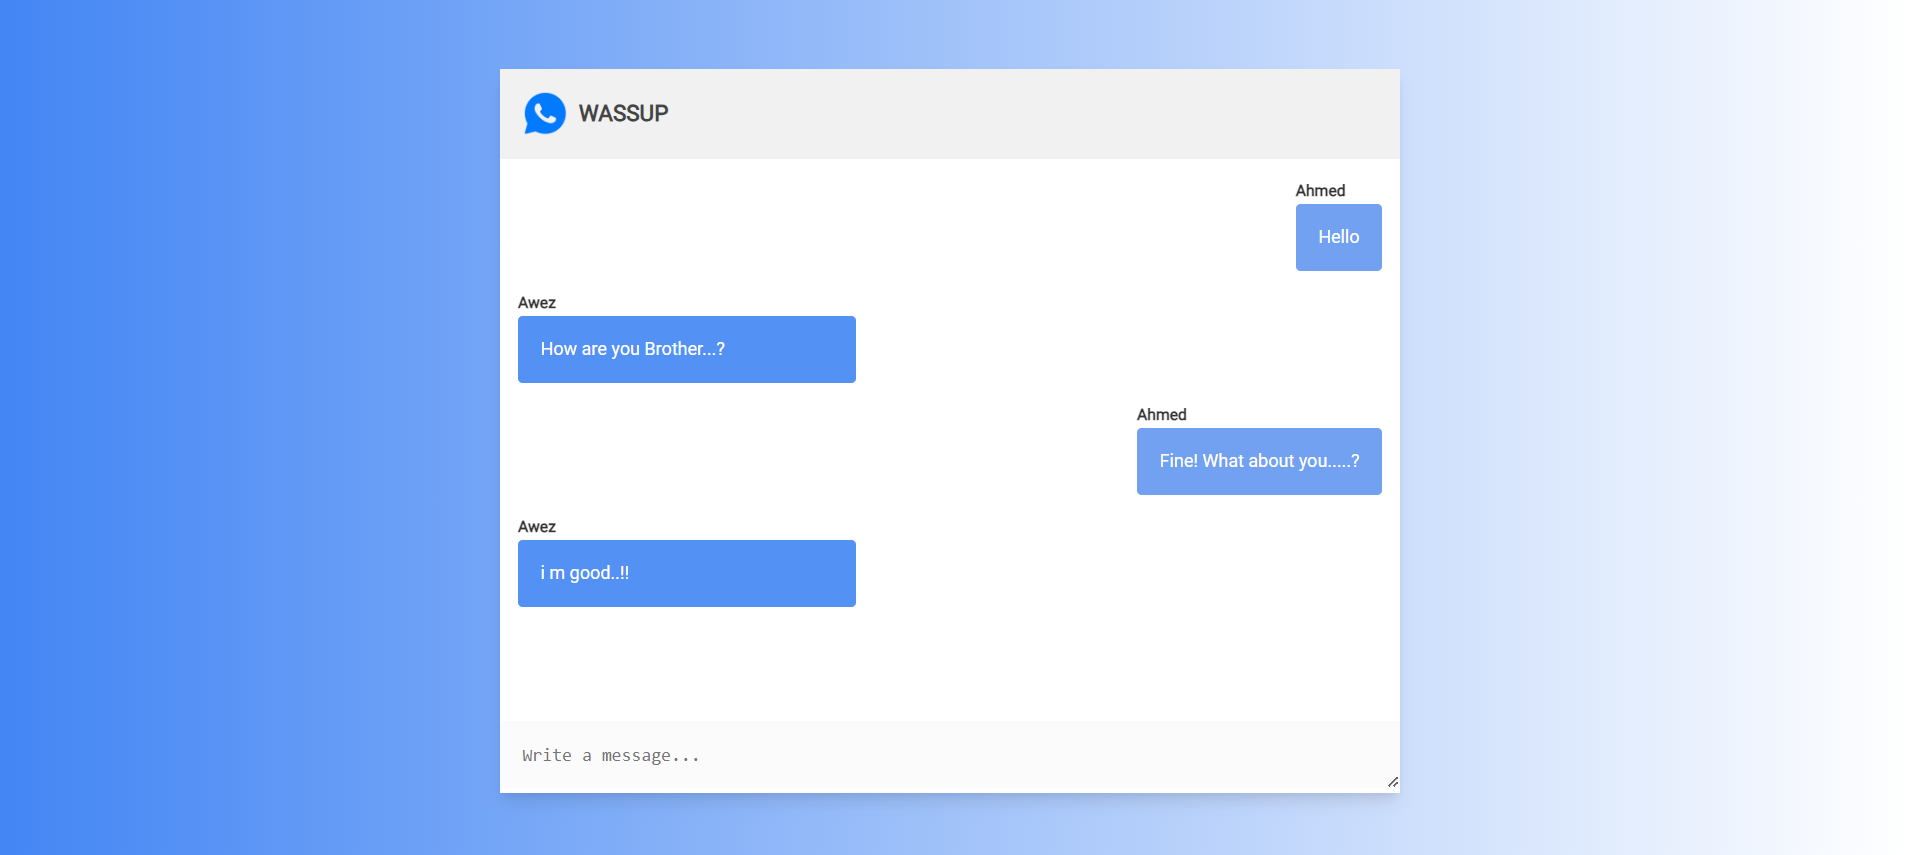 WASSUP
Ahmed
Hello
Awez
How are you Brother...?
Ahmed
Fine! What about you.....?
Awez
i m good..!!
Write a message...